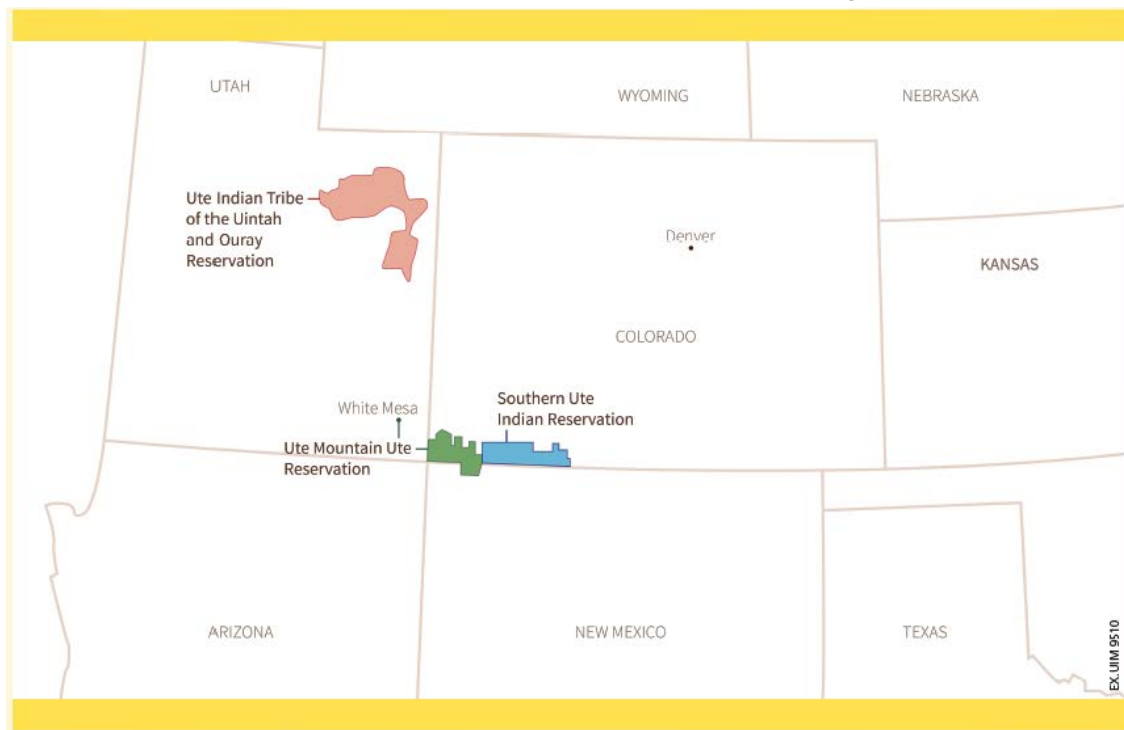 UTAH
WYOMING
NEBRASKA
Ute Indian Tribe
of the Uintah
and Ouray
Reservation
Denver
KANSAS
COLORADO
White Mesa
Southern Ute
Indian Reservation
Ute Mountain Ute
Reservation
ARIZONA
NEW MEXICO
TEXAS
EX.UIM 9510